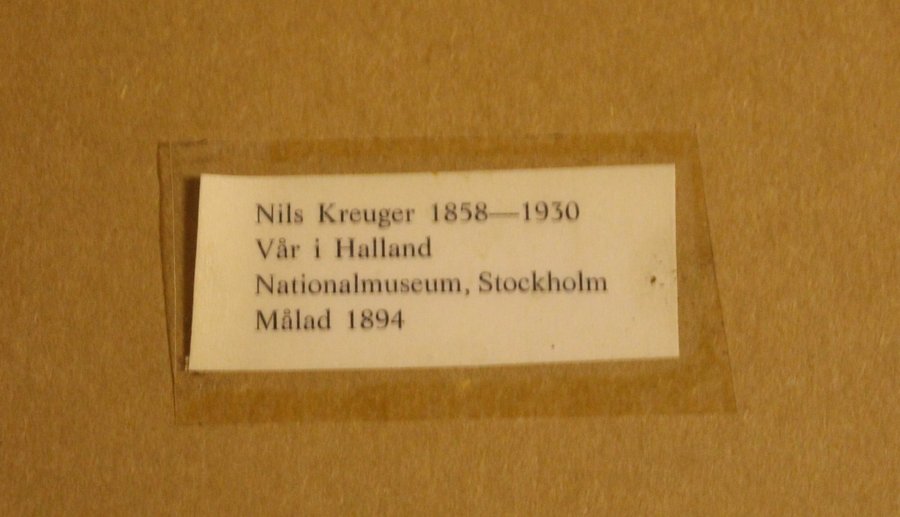 Nils Kreuger 1858—1930
Vår i Halland
Nationalmuseum, Stockholm
Målad 1894